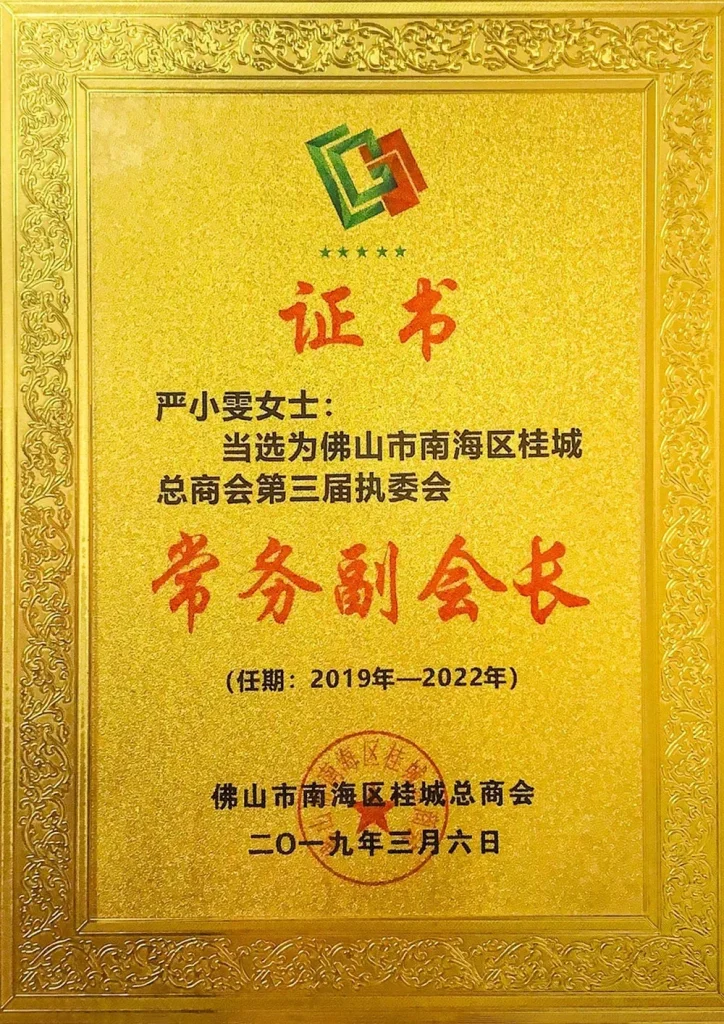 证书
严小雯女士：
当选为佛山市南海区桂城
总商会第三届执委会
常务副会长
（任期：2019年—2022年）
佛山市南海区桂城总商会
二〇一九年三月六日